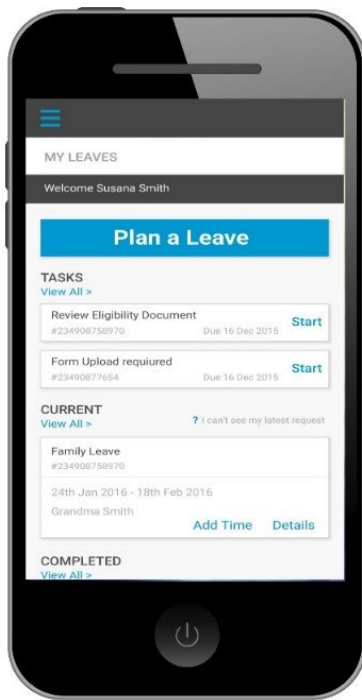 MY LEAVES
Welcome Susana Smith
Plan a Leave
TASKS
View All >
Review Eligibility Document
#234908758970 Due 16 Dec 2015 Start
Form Upload requiured
#23490877654 Due 16 Dec 2015 Start
CURRENT
View All > ? I can't see my latest request
Family Leave
#234908758970
24th Jan 2016 - 18th Feb 2016
Grandma Smith
Add Time Details
COMPLETED
View All >